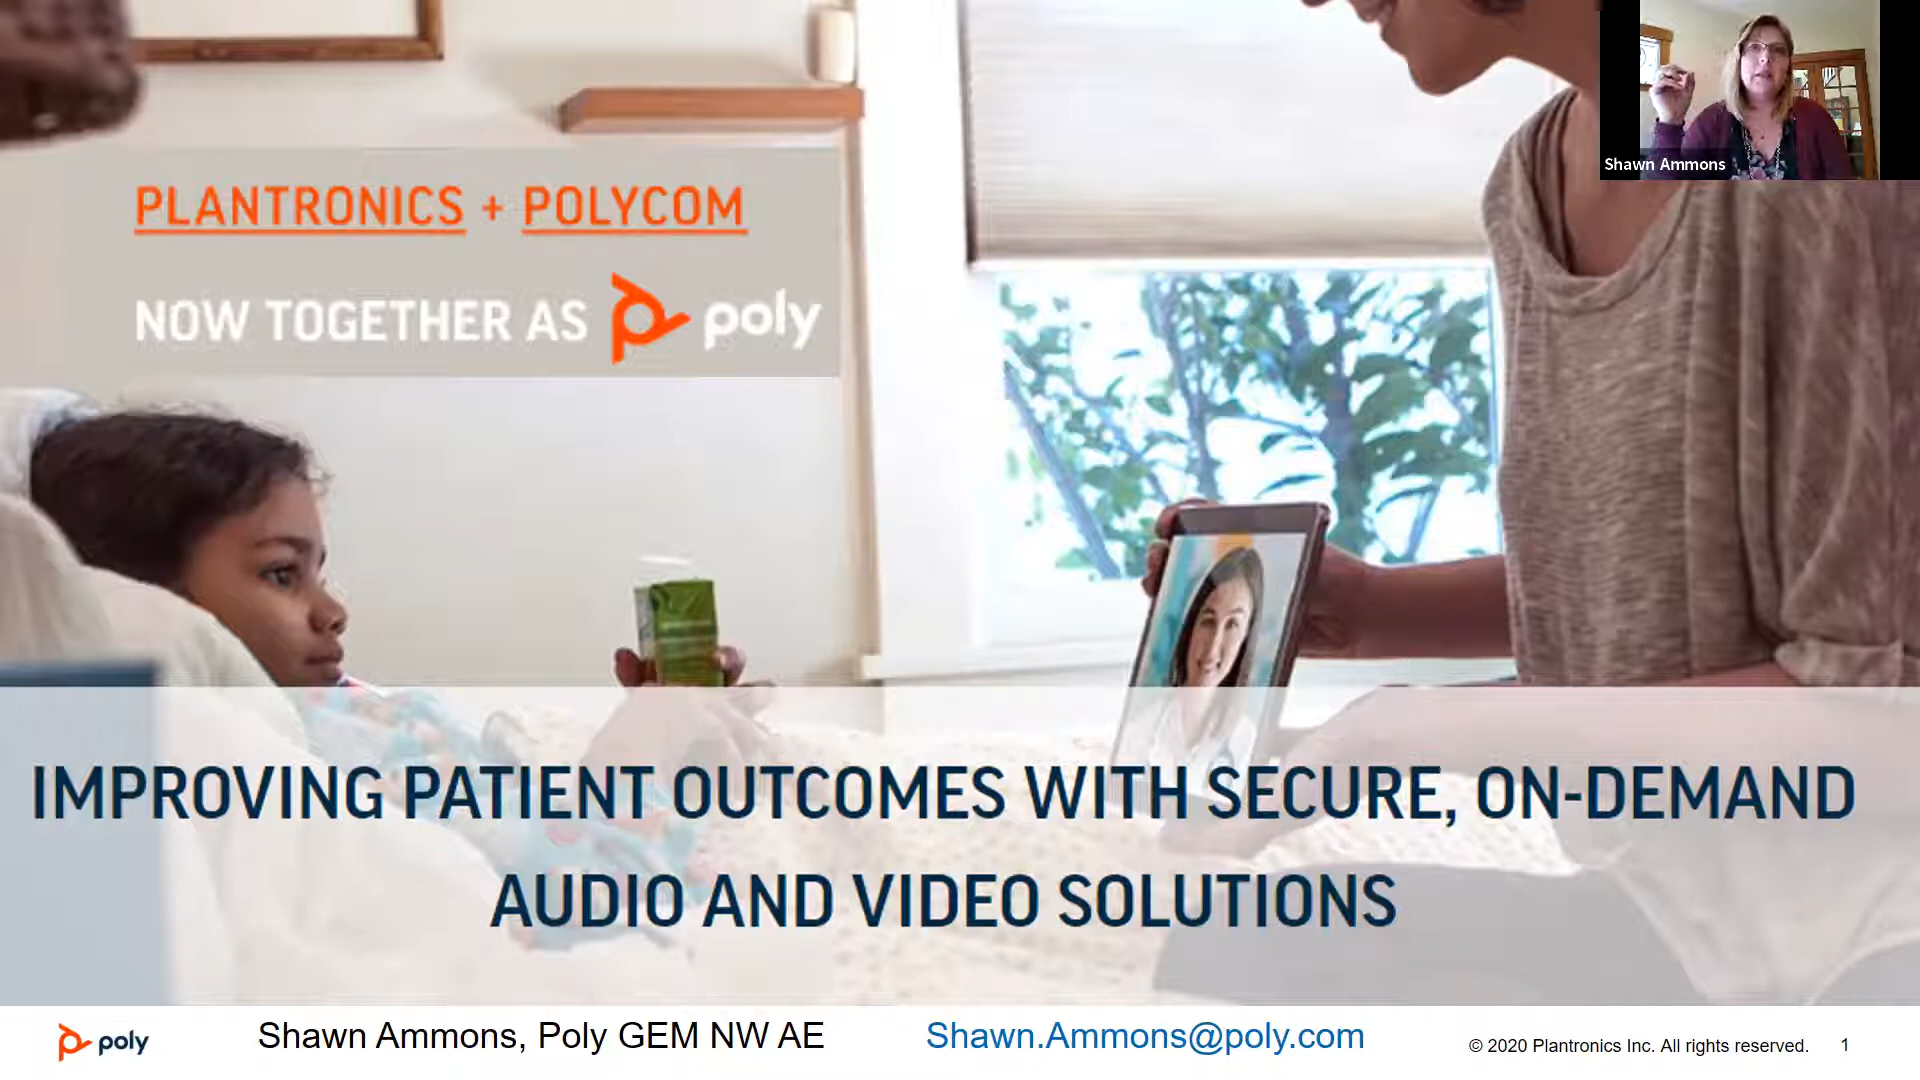 Shawn Ammons
PLANTRONICS + POLYCOM
NOW TOGETHER AS poly
IMPROVING PATIENT OUTCOMES WITH SECURE, ON-DEMAND
AUDIO AND VIDEO SOLUTIONS
poly
Shawn Ammons, Poly GEM NW AE
Shawn.Ammons@poly.com
© 2020 Plantronics Inc. All rights reserved.
1